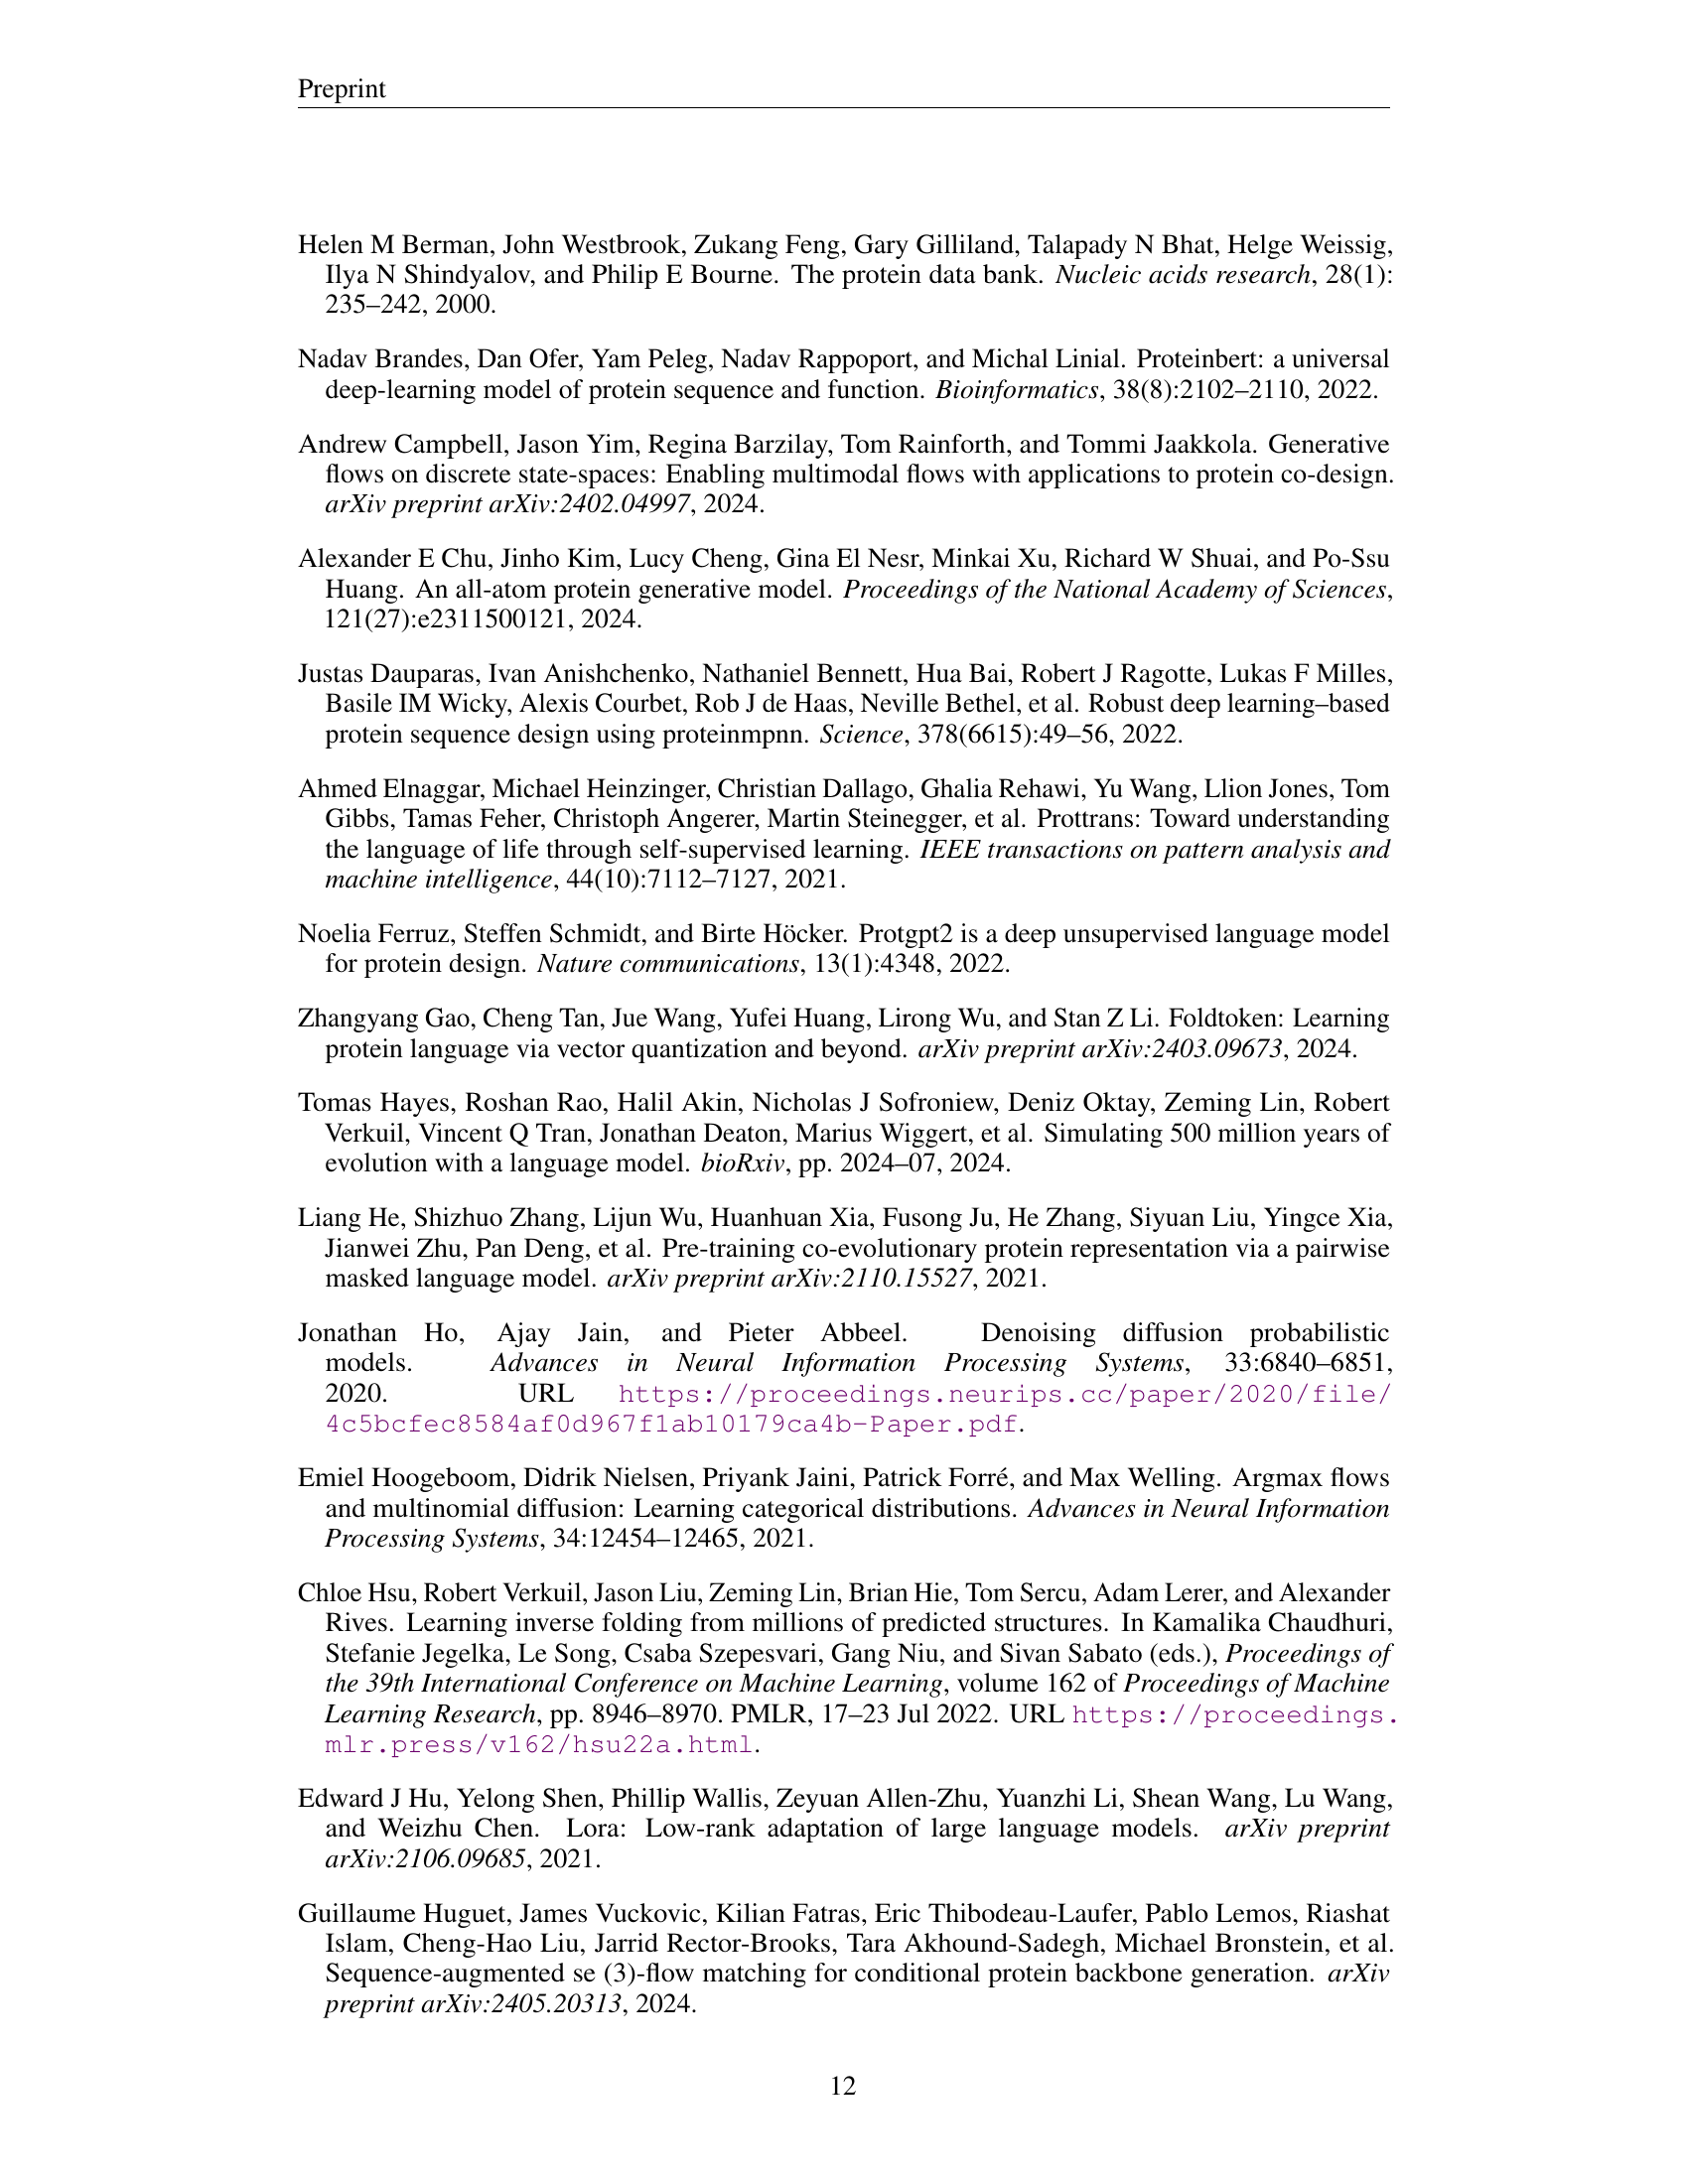 Preprint
Helen M Berman, John Westbrook, Zukang Feng, Gary Gilliland, Talapady N Bhat, Helge Weissig,
Ilya N Shindyalov, and Philip E Bourne. The protein data bank. Nucleic acids research, 28(1):
235–242, 2000.
Nadav Brandes, Dan Ofer, Yam Peleg, Nadav Rappoport, and Michal Linial. Proteinbert: a universal
deep-learning model of protein sequence and function. Bioinformatics, 38(8):2102–2110, 2022.
Andrew Campbell, Jason Yim, Regina Barzilay, Tom Rainforth, and Tommi Jaakkola. Generative
flows on discrete state-spaces: Enabling multimodal flows with applications to protein co-design.
arXiv preprint arXiv:2402.04997, 2024.
Alexander E Chu, Jinho Kim, Lucy Cheng, Gina El Nesr, Minkai Xu, Richard W Shuai, and Po-Ssu
Huang. An all-atom protein generative model. Proceedings of the National Academy of Sciences,
121(27):e2311500121, 2024.
Justas Dauparas, Ivan Anishchenko, Nathaniel Bennett, Hua Bai, Robert J Ragotte, Lukas F Milles,
Basile IM Wicky, Alexis Courbet, Rob J de Haas, Neville Bethel, et al. Robust deep learning–based
protein sequence design using proteinmpnn. Science, 378(6615):49–56, 2022.
Ahmed Elnaggar, Michael Heinzinger, Christian Dallago, Ghalia Rehawi, Yu Wang, Llion Jones, Tom
Gibbs, Tamas Feher, Christoph Angerer, Martin Steinegger, et al. Prottrans: Toward understanding
the language of life through self-supervised learning. IEEE transactions on pattern analysis and
machine intelligence, 44(10):7112–7127, 2021.
Noelia Ferruz, Steffen Schmidt, and Birte Höcker. Protgpt2 is a deep unsupervised language model
for protein design. Nature communications, 13(1):4348, 2022.
Zhangyang Gao, Cheng Tan, Jue Wang, Yufei Huang, Lirong Wu, and Stan Z Li. Foldtoken: Learning
protein language via vector quantization and beyond. arXiv preprint arXiv:2403.09673, 2024.
Tomas Hayes, Roshan Rao, Halil Akin, Nicholas J Sofroniew, Deniz Oktay, Zeming Lin, Robert
Verkuil, Vincent Q Tran, Jonathan Deaton, Marius Wiggert, et al. Simulating 500 million years of
evolution with a language model. bioRxiv, pp. 2024–07, 2024.
Liang He, Shizhuo Zhang, Lijun Wu, Huanhuan Xia, Fusong Ju, He Zhang, Siyuan Liu, Yingce Xia,
Jianwei Zhu, Pan Deng, et al. Pre-training co-evolutionary protein representation via a pairwise
masked language model. arXiv preprint arXiv:2110.15527, 2021.
Jonathan Ho, Ajay Jain, and Pieter Abbeel. Denoising diffusion probabilistic
models. Advances in Neural Information Processing Systems, 33:6840–6851,
2020. URL https://proceedings.neurips.cc/paper/2020/file/
4c5bcfec8584af0d967f1ab10179ca4b-Paper.pdf.
Emiel Hoogeboom, Didrik Nielsen, Priyank Jaini, Patrick Forré, and Max Welling. Argmax flows
and multinomial diffusion: Learning categorical distributions. Advances in Neural Information
Processing Systems, 34:12454–12465, 2021.
Chloe Hsu, Robert Verkuil, Jason Liu, Zeming Lin, Brian Hie, Tom Sercu, Adam Lerer, and Alexander
Rives. Learning inverse folding from millions of predicted structures. In Kamalika Chaudhuri,
Stefanie Jegelka, Le Song, Csaba Szepesvari, Gang Niu, and Sivan Sabato (eds.), Proceedings of
the 39th International Conference on Machine Learning, volume 162 of Proceedings of Machine
Learning Research, pp. 8946–8970. PMLR, 17–23 Jul 2022. URL https://proceedings.
mlr.press/v162/hsu22a.html.
Edward J Hu, Yelong Shen, Phillip Wallis, Zeyuan Allen-Zhu, Yuanzhi Li, Shean Wang, Lu Wang,
and Weizhu Chen. Lora: Low-rank adaptation of large language models. arXiv preprint
arXiv:2106.09685, 2021.
Guillaume Huguet, James Vuckovic, Kilian Fatras, Eric Thibodeau-Laufer, Pablo Lemos, Riashat
Islam, Cheng-Hao Liu, Jarrid Rector-Brooks, Tara Akhound-Sadegh, Michael Bronstein, et al.
Sequence-augmented se (3)-flow matching for conditional protein backbone generation. arXiv
preprint arXiv:2405.20313, 2024.
12